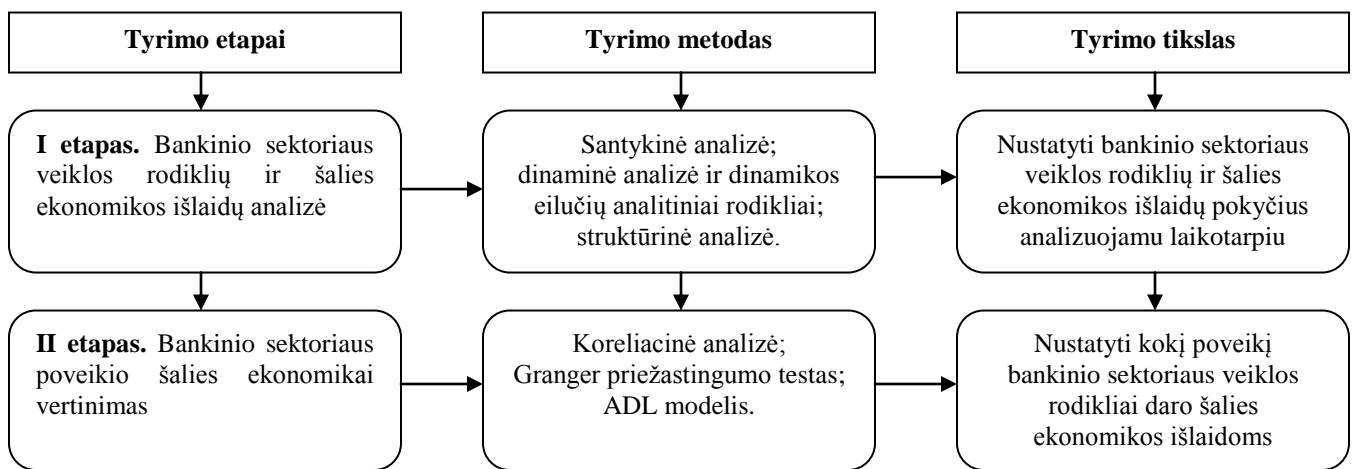 Tyrimo etapai
Tyrimo metodas
Tyrimo tikslas
I etapas. Bankinio sektoriaus
veiklos rodiklių ir šalies
ekonomikos išlaidų analizė
Santykinė analizė;
dinaminė analizė ir dinamikos
eilučių analitiniai rodikliai;
struktūrinė analizė.
Nustatyti bankinio sektoriaus
veiklos rodiklių ir šalies
ekonomikos išlaidų pokyčius
analizuojamu laikotarpiu
II etapas. Bankinio sektoriaus
poveikio šalies ekonomikai
vertinimas
Koreliacinė analizė;
Granger priežastingumo testas;
ADL modelis.
Nustatyti kokį poveikį
bankinio sektoriaus veiklos
rodikliai daro šalies
ekonomikos išlaidoms